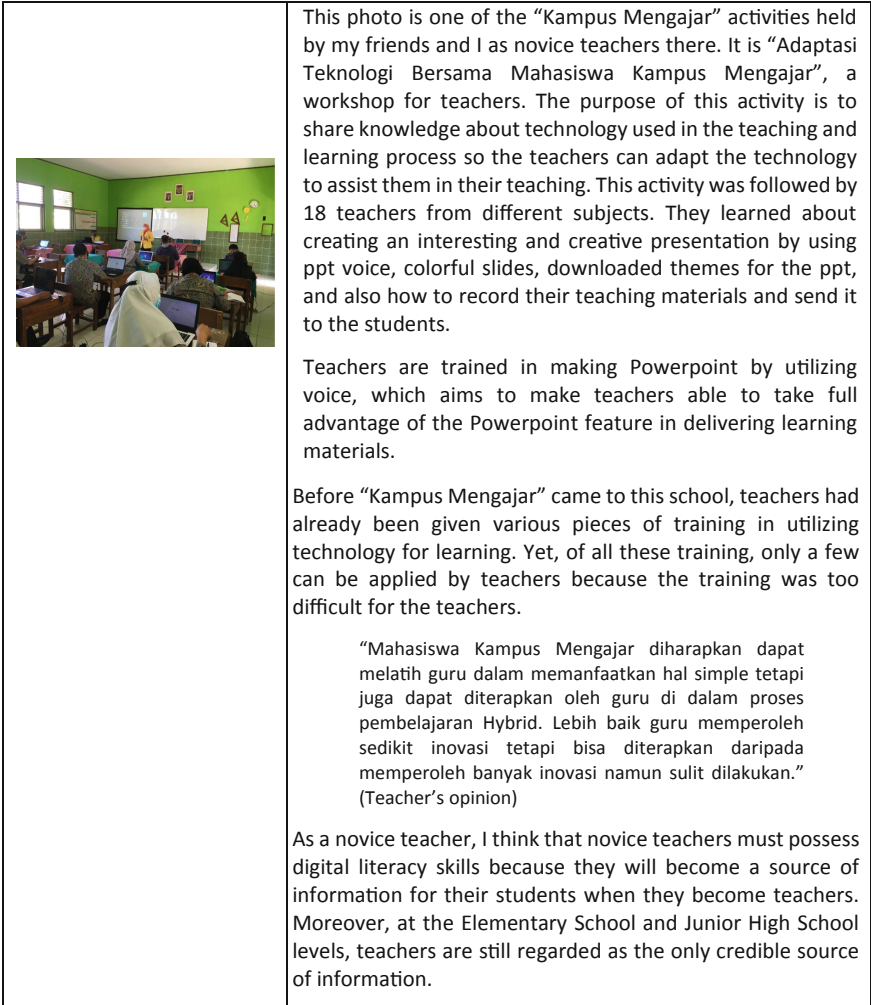 This photo is one of the “Kampus Mengajar” activities held
by my friends and I as novice teachers there. It is “Adaptasi
Teknologi Bersama Mahasiswa Kampus Mengajar”, a
workshop for teachers. The purpose of this activity is to
share knowledge about technology used in the teaching and
learning process so the teachers can adapt the technology
to assist them in their teaching. This activity was followed by
18 teachers from different subjects. They learned about
creating an interesting and creative presentation by using
ppt voice, colorful slides, downloaded themes for the ppt,
and also how to record their teaching materials and send it
to the students.
Teachers are trained in making Powerpoint by utilizing
voice, which aims to make teachers able to take full
advantage of the Powerpoint feature in delivering learning
materials.
Before “Kampus Mengajar” came to this school, teachers had
already been given various pieces of training in utilizing
technology for learning. Yet, of all these training, only a few
can be applied by teachers because the training was too
difficult for the teachers.
“Mahasiswa Kampus Mengajar diharapkan dapat
melatih guru dalam memanfaatkan hal simple tetapi
juga dapat diterapkan oleh guru di dalam proses
pembelajaran Hybrid. Lebih baik guru memperoleh
sedikit inovasi tetapi bisa diterapkan daripada
memperoleh banyak inovasi namun sulit dilakukan.”
(Teacher’s opinion)
As a novice teacher, I think that novice teachers must possess
digital literacy skills because they will become a source of
information for their students when they become teachers.
Moreover, at the Elementary School and Junior High School
levels, teachers are still regarded as the only credible source
of information.